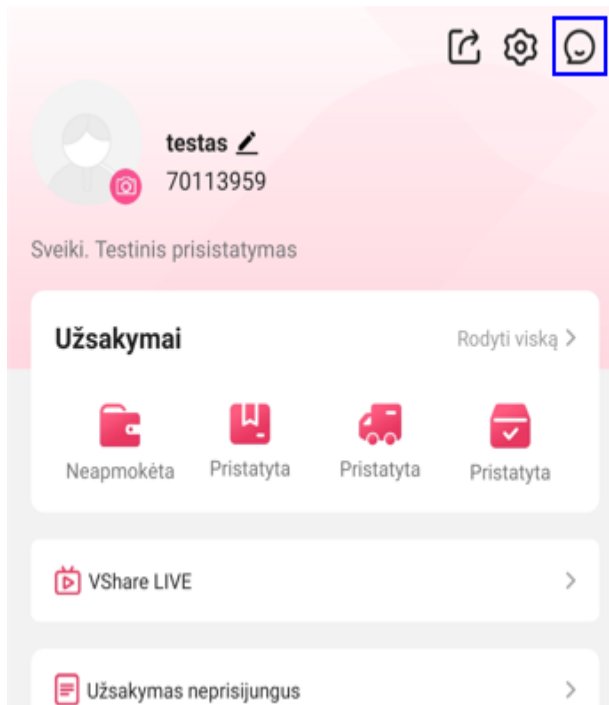 testas
70113959
Sveiki. Testinis prisistatymas
Užsakymai
Rodyti viską
Neapmokėta
Pristatyta
Pristatyta
Pristatyta
VShare LIVE
Užsakymas neprisijungus